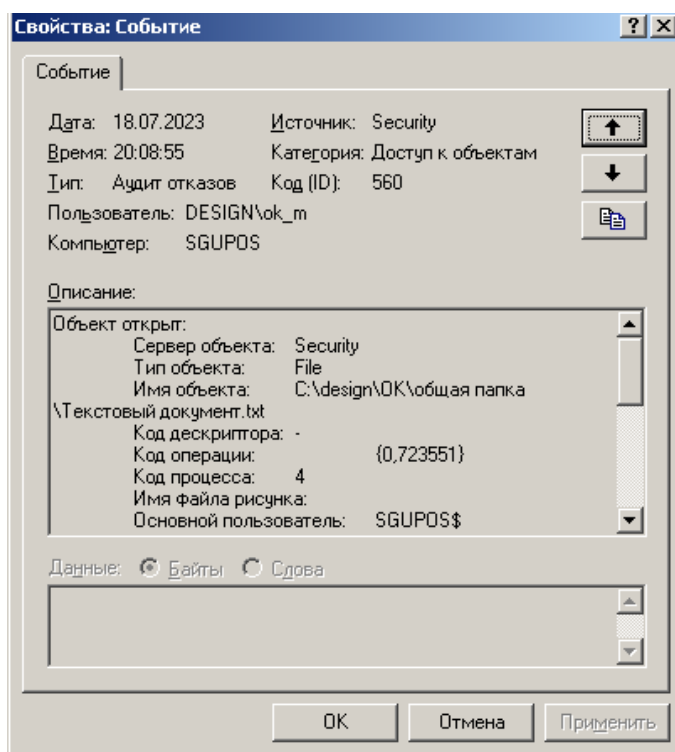 Свойства: Событие
Событие
Дата: 18.07.2023 Источник: Security
Время: 20:08:55 Категория: Доступ к объектам
Тип: Аудит отказов Код (ID): 560
Пользователь: DESIGN\ok_m
Компьютер: SGUPOS
Описание:
Объект открыт:
Сервер объекта: Security
Тип объекта: File
Имя объекта: C:\design\OK\общая папка
\Текстовый документ.txt
Код дескриптора: -
Код операции: {0,723551}
Код процесса: 4
Имя файла рисунка:
Основной пользователь: SGUPOS$
Данные: Байты Слова
OK Отмена Применить